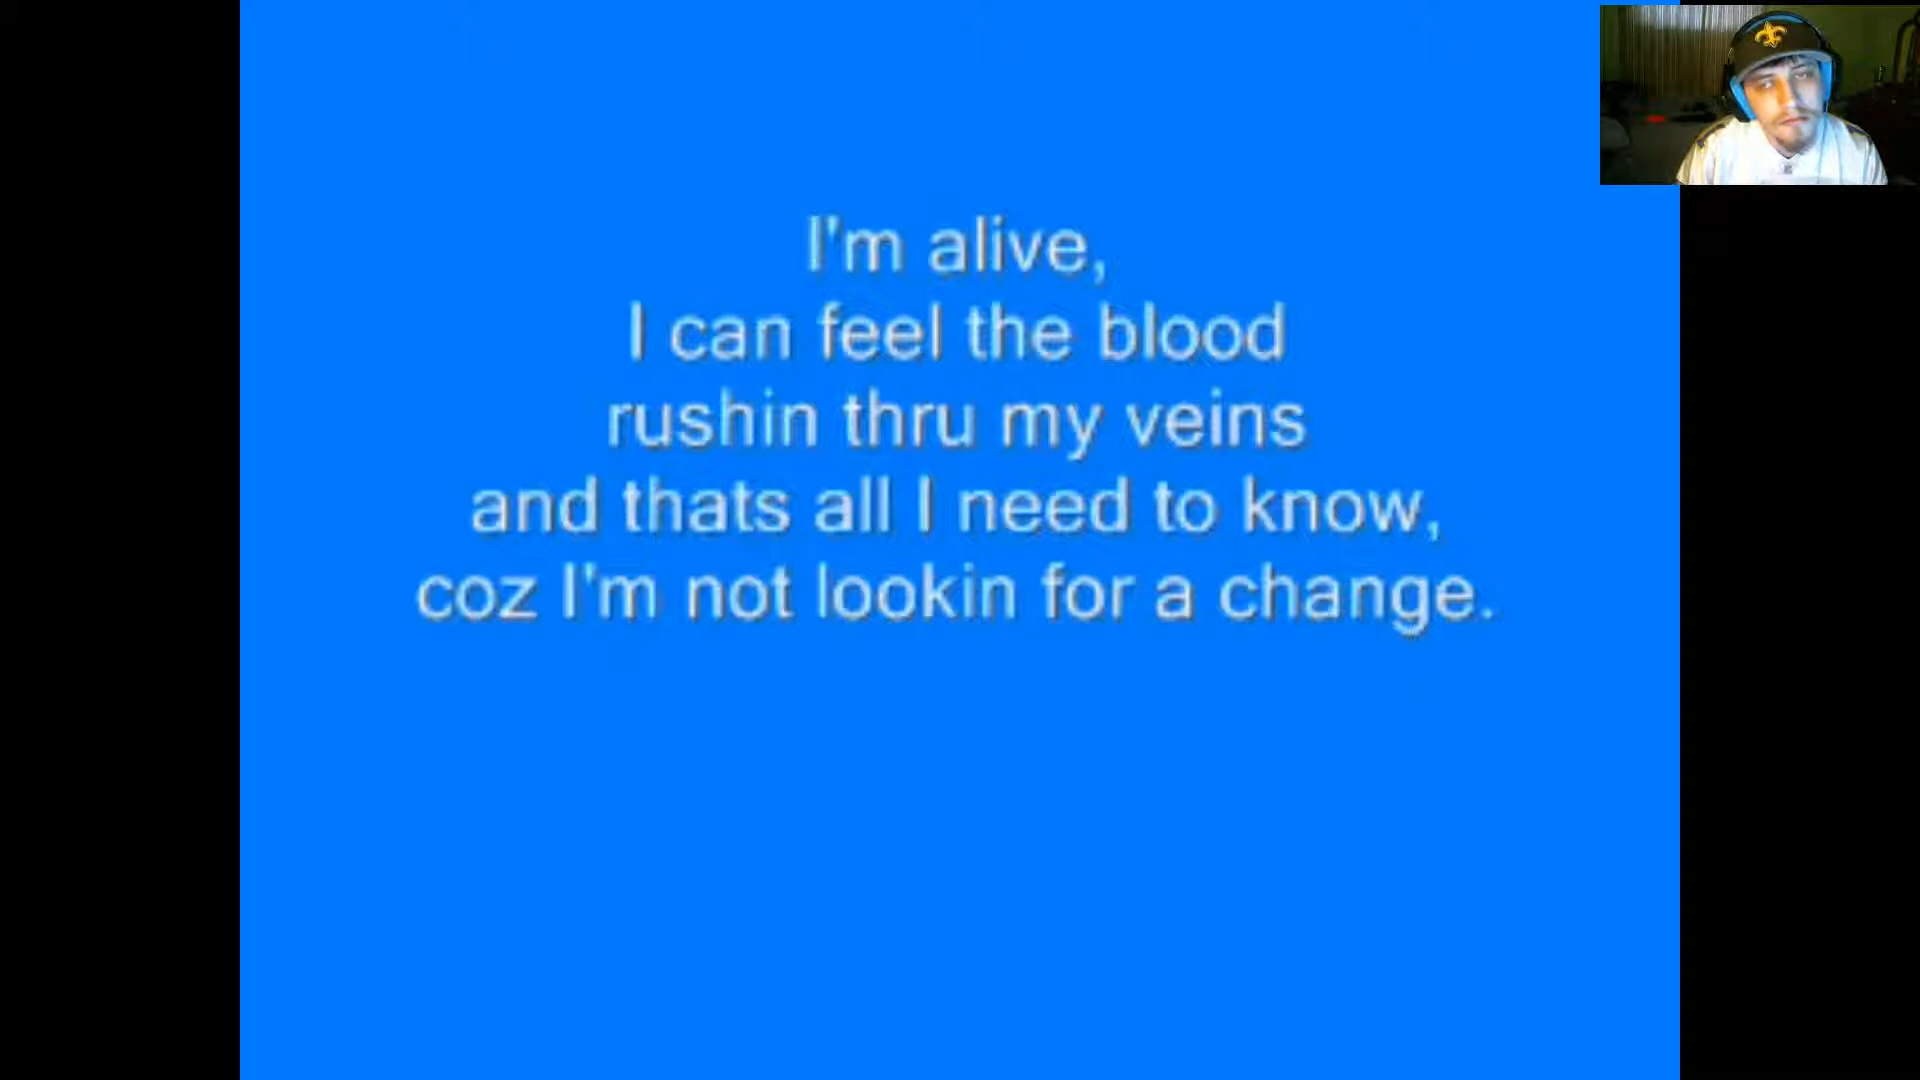 I'm alive,
I can feel the blood
rushin thru my veins
and thats all I need to know,
coz I'm not lookin for a change.